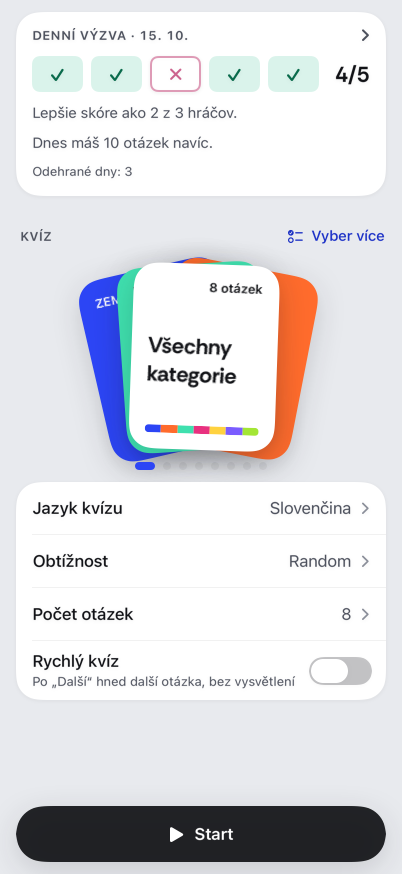 DENNÍ VÝZVA · 15. 10.
4/5
Lepšie skóre ako 2 z 3 hráčov.
Dnes máš 10 otázek navíc.
Odehrané dny: 3
KVÍZ
Vyber více
8 otázek
Všechny
kategorie
Jazyk kvízu
Slovenčina
Obtížnost
Random
Počet otázek
8
Rychlý kvíz
Po „Další“ hned další otázka, bez vysvětlení
Start